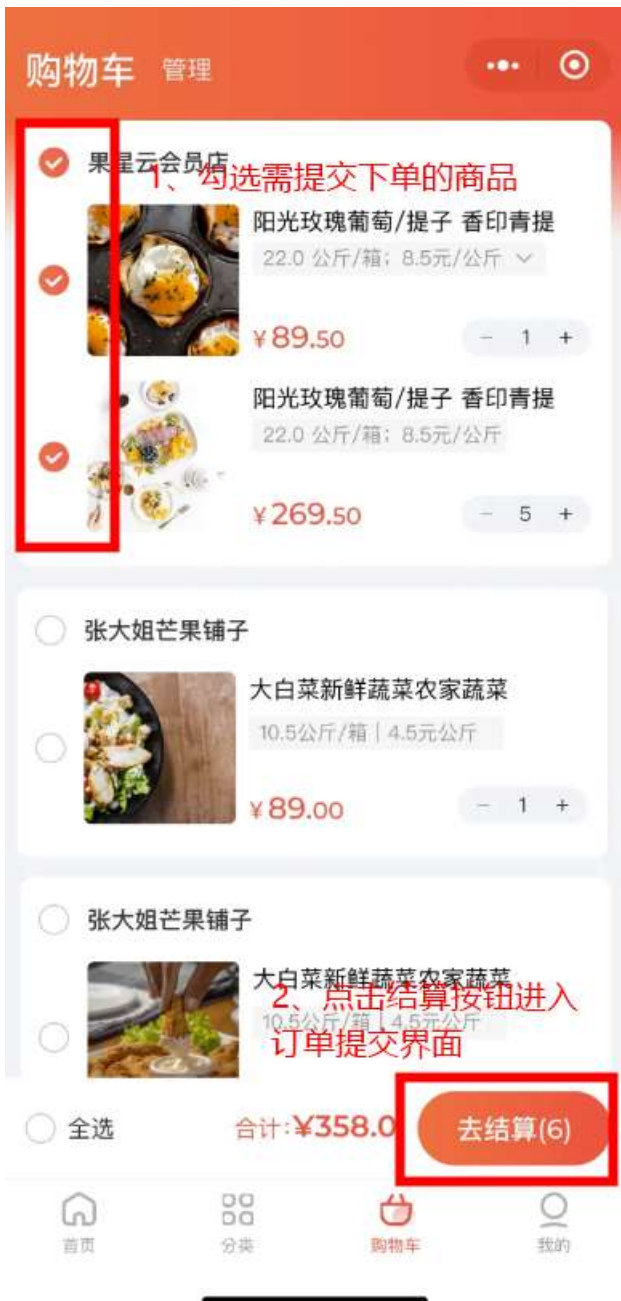 购物车 管理
果星云会员店
1、勾选需提交下单的商品
阳光玫瑰葡萄/提子 香印青提
22.0 公斤/箱；8.5元/公斤
¥89.50 - 1 +
阳光玫瑰葡萄/提子 香印青提
22.0 公斤/箱；8.5元/公斤
¥269.50 - 5 +
张大姐芒果铺子
大白菜新鲜蔬菜农家蔬菜
10.5公斤/箱 | 4.5元公斤
¥89.00 - 1 +
张大姐芒果铺子
大白菜新鲜蔬菜农家蔬菜
10.5公斤/箱 | 4.5元公斤
2、点击结算按钮进入
订单提交界面
全选 合计:¥358.0 去结算(6)
首页 分类 购物车 我的